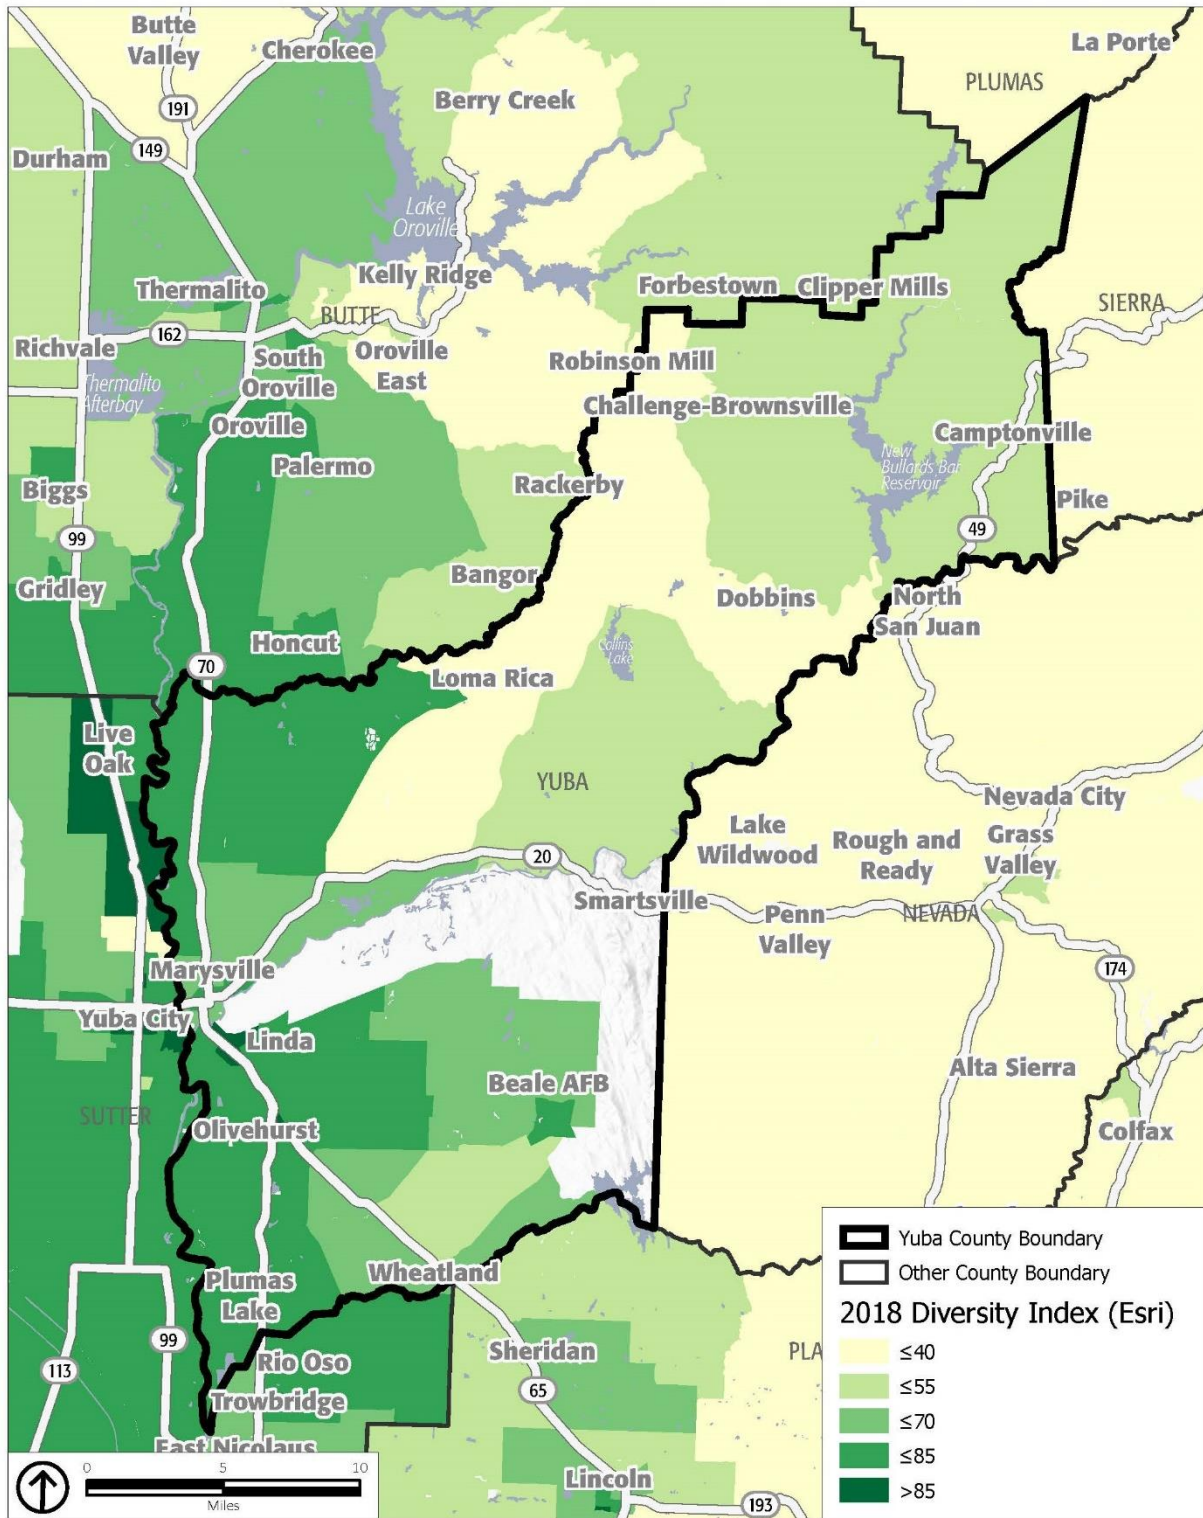 Butte
Valley
Cherokee
La Porte
PLUMAS
Berry Creek
191
149
Durham
Lake
Oroville
Kelly Ridge
Thermalito
Forbestown
Clipper Mills
SIERRA
BUTTE
162
Richvale
South
Oroville
Oroville
East
Robinson Mill
Thermalito
Afterbay
Challenge-Brownsville
Oroville
Camptonville
New
Bullards Bar
Reservoir
Palermo
Rackerby
Biggs
Pike
99
49
Gridley
Bangor
Dobbins
North
San Juan
Honcut
Collins
Lake
70
Loma Rica
Live
Oak
YUBA
Nevada City
Lake
Wildwood
Rough and
Ready
Grass
Valley
20
Smartsville
Penn
Valley
NEVADA
Marysville
174
Yuba City
Linda
Alta Sierra
Beale AFB
SUTTER
Olivehurst
Colfax
Wheatland
Plumas
Lake
99
113
Rio Oso
Sheridan
PLA
65
Trowbridge
East Nicolaus
Lincoln
193
0 5 10
Miles
Yuba County Boundary
Other County Boundary
2018 Diversity Index (Esri)
≤40
≤55
≤70
≤85
>85